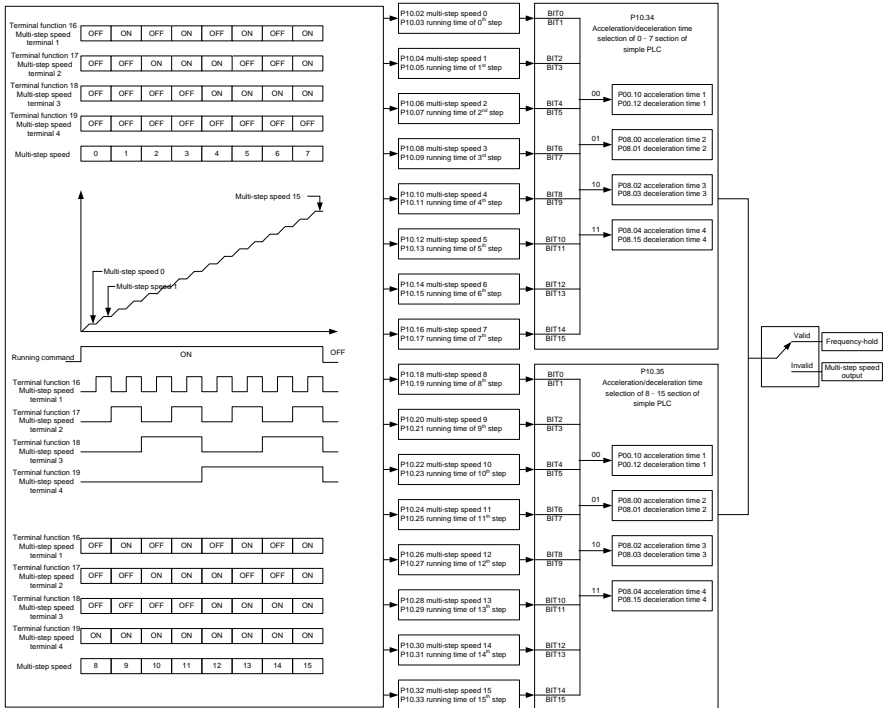 Terminal function 16
Multi-step speed
terminal 1
OFF ON OFF ON OFF ON OFF ON
Terminal function 17
Multi-step speed
terminal 2
OFF OFF ON ON OFF OFF ON ON
Terminal function 18
Multi-step speed
terminal 3
OFF OFF OFF OFF ON ON ON ON
Terminal function 19
Multi-step speed
terminal 4
OFF OFF OFF OFF OFF OFF OFF OFF
Multi-step speed
0 1 2 3 4 5 6 7
Multi-step speed 15
Multi-step speed 0
Multi-step speed 1
Running command
ON
OFF
Terminal function 16
Multi-step speed
terminal 1
Terminal function 17
Multi-step speed
terminal 2
Terminal function 18
Multi-step speed
terminal 3
Terminal function 19
Multi-step speed
terminal 4
Terminal function 16
Multi-step speed
terminal 1
OFF ON OFF ON OFF ON OFF ON
Terminal function 17
Multi-step speed
terminal 2
OFF OFF ON ON OFF OFF ON ON
Terminal function 18
Multi-step speed
terminal 3
OFF OFF OFF OFF ON ON ON ON
Terminal function 19
Multi-step speed
terminal 4
ON ON ON ON ON ON ON ON
Multi-step speed
8 9 10 11 12 13 14 15
P10.02 multi-step speed 0
P10.03 running time of 0th step
P10.04 multi-step speed 1
P10.05 running time of 1st step
P10.06 multi-step speed 2
P10.07 running time of 2nd step
P10.08 multi-step speed 3
P10.09 running time of 3rd step
P10.10 multi-step speed 4
P10.11 running time of 4th step
P10.12 multi-step speed 5
P10.13 running time of 5th step
P10.14 multi-step speed 6
P10.15 running time of 6th step
P10.16 multi-step speed 7
P10.17 running time of 7th step
P10.18 multi-step speed 8
P10.19 running time of 8th step
P10.20 multi-step speed 9
P10.21 running time of 9th step
P10.22 multi-step speed 10
P10.23 running time of 10th step
P10.24 multi-step speed 11
P10.25 running time of 11th step
P10.26 multi-step speed 12
P10.27 running time of 12th step
P10.28 multi-step speed 13
P10.29 running time of 13th step
P10.30 multi-step speed 14
P10.31 running time of 14th step
P10.32 multi-step speed 15
P10.33 running time of 15th step
BIT0
BIT1
BIT2
BIT3
BIT4
BIT5
BIT6
BIT7
BIT8
BIT9
BIT10
BIT11
BIT12
BIT13
BIT14
BIT15
P10.34
Acceleration/deceleration time
selection of 0 - 7 section of
simple PLC
00
P00.10 acceleration time 1
P00.12 deceleration time 1
01
P08.00 acceleration time 2
P08.01 deceleration time 2
10
P08.02 acceleration time 3
P08.03 deceleration time 3
11
P08.04 acceleration time 4
P08.15 deceleration time 4
BIT0
BIT1
BIT2
BIT3
BIT4
BIT5
BIT6
BIT7
BIT8
BIT9
BIT10
BIT11
BIT12
BIT13
BIT14
BIT15
P10.35
Acceleration/deceleration time
selection of 8 - 15 section of
simple PLC
00
P00.10 acceleration time 1
P00.12 deceleration time 1
01
P08.00 acceleration time 2
P08.01 deceleration time 2
10
P08.02 acceleration time 3
P08.03 deceleration time 3
11
P08.04 acceleration time 4
P08.15 deceleration time 4
Valid
Frequency-hold
Invalid
Multi-step speed
output